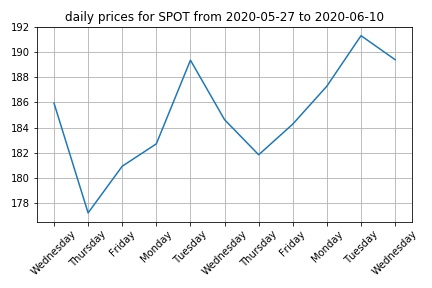 daily prices for SPOT from 2020-05-27 to 2020-06-10
192
190
188
186
184
182
180
178
Wednesday
Thursday
Friday
Monday
Tuesday
Wednesday
Thursday
Friday
Monday
Tuesday
Wednesday